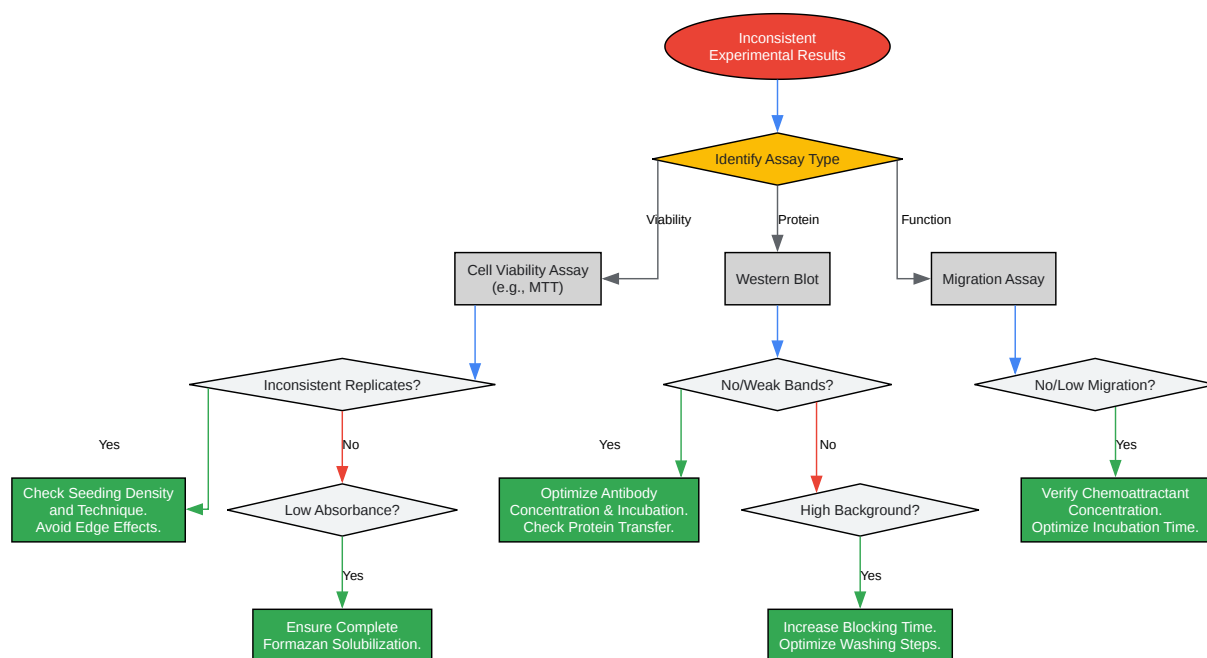 Inconsistent
Experimental Results
Identify Assay Type
Viability
Protein
Function
Cell Viability Assay
(e.g., MTT)
Western Blot
Migration Assay
Inconsistent Replicates?
No/Weak Bands?
No/Low Migration?
Yes
No
Yes
No
Yes
Check Seeding Density
and Technique.
Avoid Edge Effects.
Low Absorbance?
Optimize Antibody
Concentration & Incubation.
Check Protein Transfer.
High Background?
Verify Chemoattractant
Concentration.
Optimize Incubation Time.
Yes
Yes
Ensure Complete
Formazan Solubilization.
Increase Blocking Time.
Optimize Washing Steps.